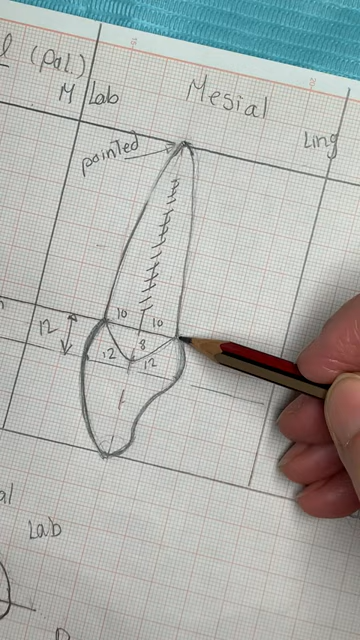 (pal.)
M Lab
Mesial
Ling
pointed
10 10
12
8
12 12
al
Lab